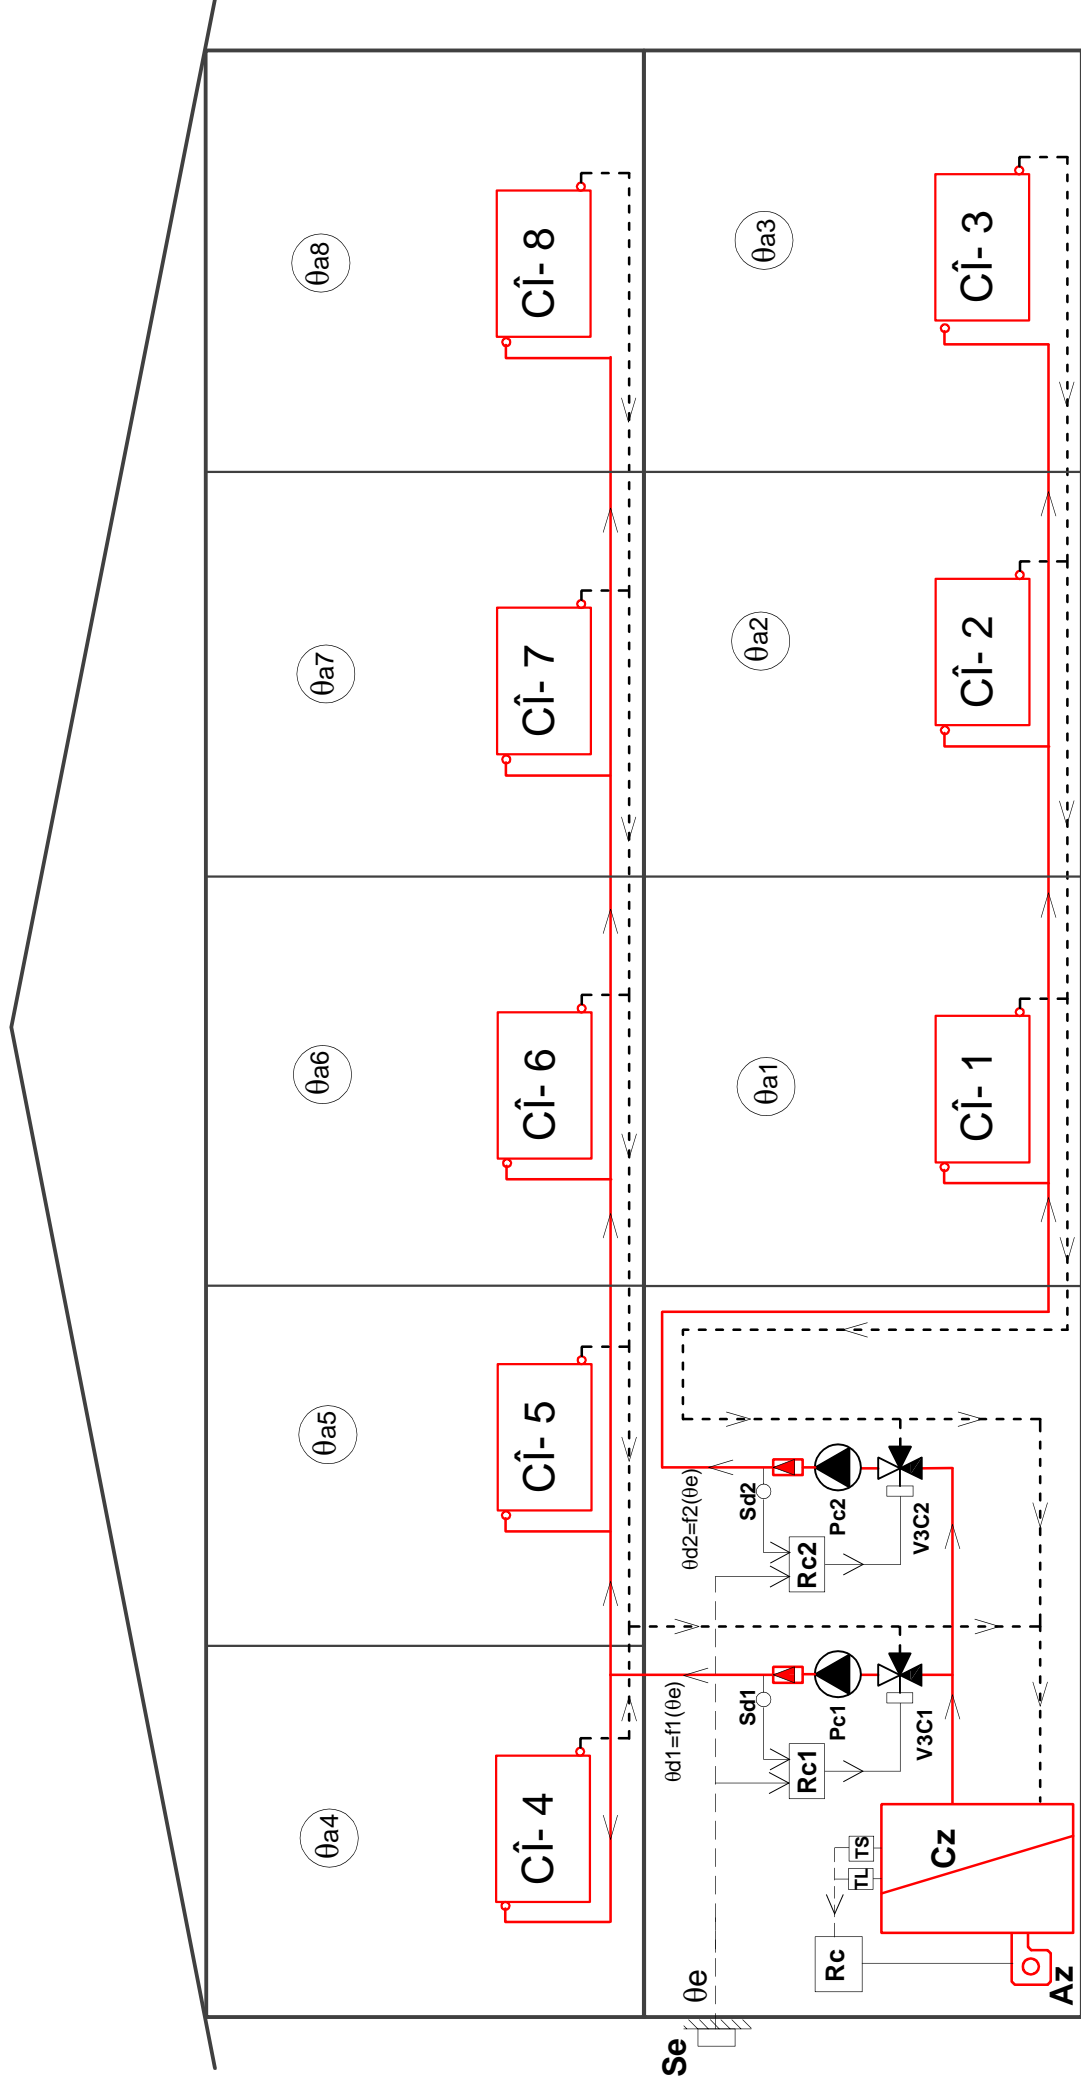 θa4
θa5
θa6
θa7
θa8
CÎ- 4
CÎ- 5
CÎ- 6
CÎ- 7
CÎ- 8
Se
θe
θd1=f1(θe)
θd2=f2(θe)
θa1
θa2
θa3
Sd1
Sd2
Rc1
Rc2
Pc1
Pc2
V3C1
V3C2
Rc
TL
TS
Cz
Az
CÎ- 1
CÎ- 2
CÎ- 3